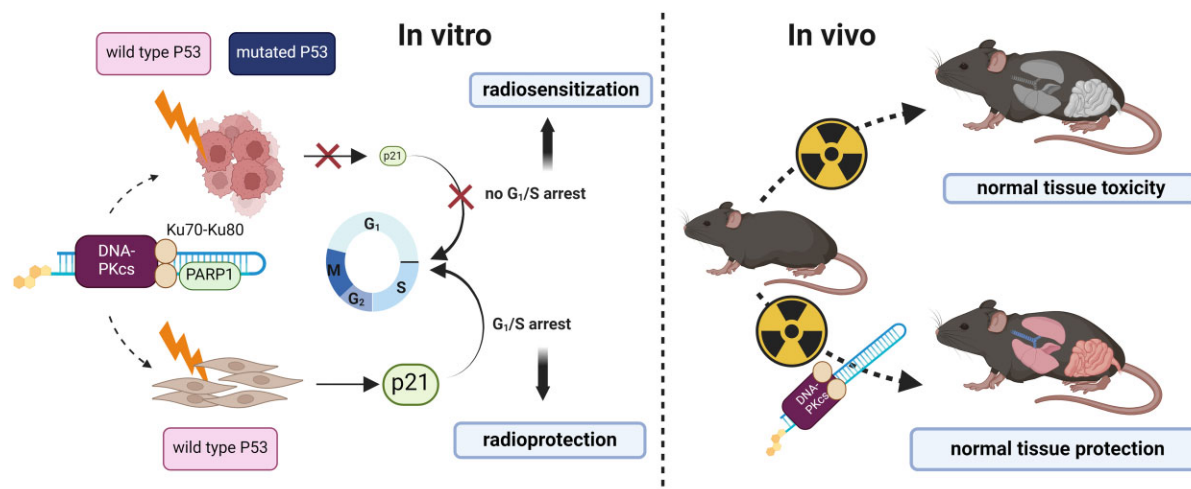 In vitro
wild type P53
mutated P53
radiosensitization
p21
no G₁/S arrest
Ku70-Ku80
DNA-
PKcs
PARP1
G₁
M
S
G₂
G₁/S arrest
p21
wild type P53
radioprotection
In vivo
normal tissue toxicity
DNA-
PKcs
normal tissue protection